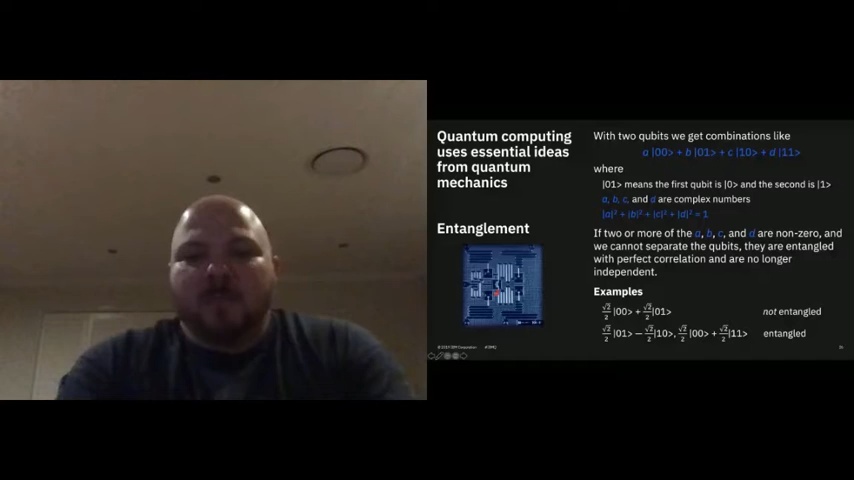 Quantum computing
uses essential ideas
from quantum
mechanics
Entanglement
With two qubits we get combinations like
a |00> + b |01> + c |10> + d |11>
where
|01> means the first qubit is |0> and the second is |1>
a, b, c, and d are complex numbers
|a|² + |b|² + |c|² + |d|² = 1
If two or more of the a, b, c, and d are non-zero, and
we cannot separate the qubits, they are entangled
with perfect correlation and are no longer
independent.
Examples
√2/2 |00> + √2/2 |01> not entangled
√2/2 |01> − √2/2 |10>, √2/2 |00> + √2/2 |11> entangled